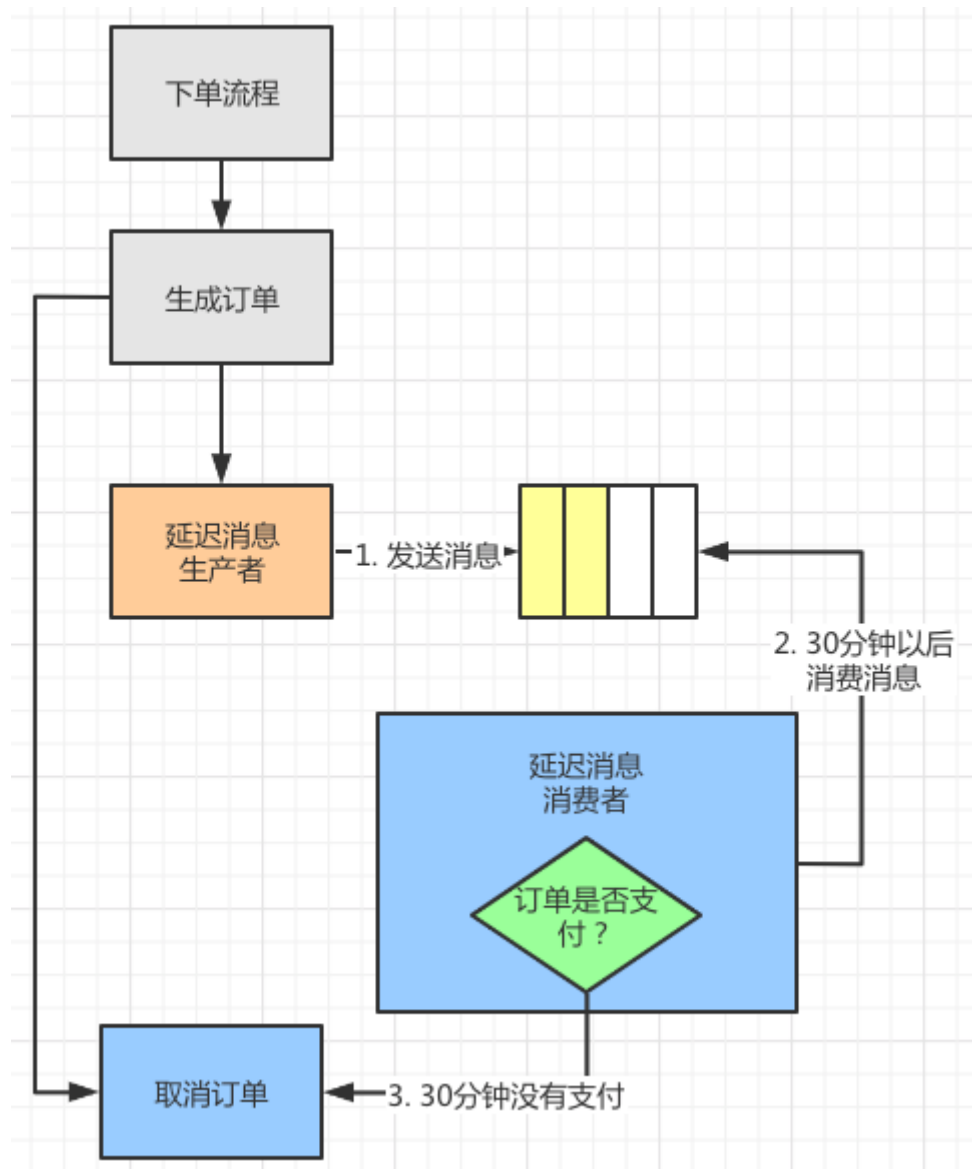 下单流程
生成订单
延迟消息
生产者
1. 发送消息
2. 30分钟以后
消费消息
延迟消息
消费者
订单是否支
付？
取消订单
3. 30分钟没有支付